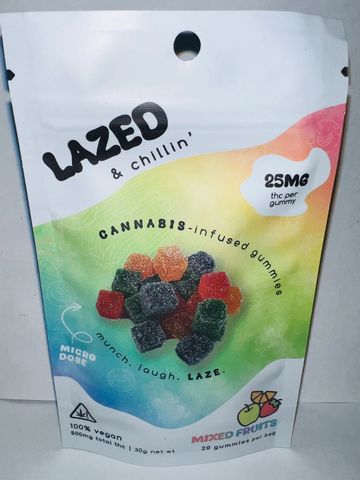 LAZED
& chillin'
25MG
thc per
gummy
CANNABIS-infused gummies
MICRO
DOSE
munch. laugh. LAZE.
100% vegan
500mg total thc | 30g net wt
MIXED FRUITS
20 gummies per bag